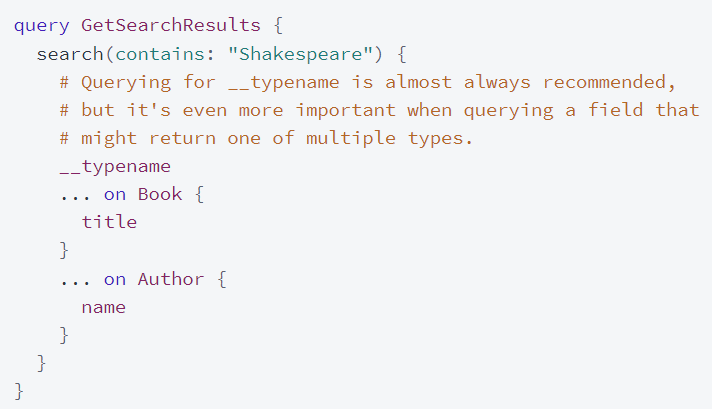 query GetSearchResults {
  search(contains: "Shakespeare") {
    # Querying for __typename is almost always recommended,
    # but it's even more important when querying a field that
    # might return one of multiple types.
    __typename
    ... on Book {
      title
    }
    ... on Author {
      name
    }
  }
}